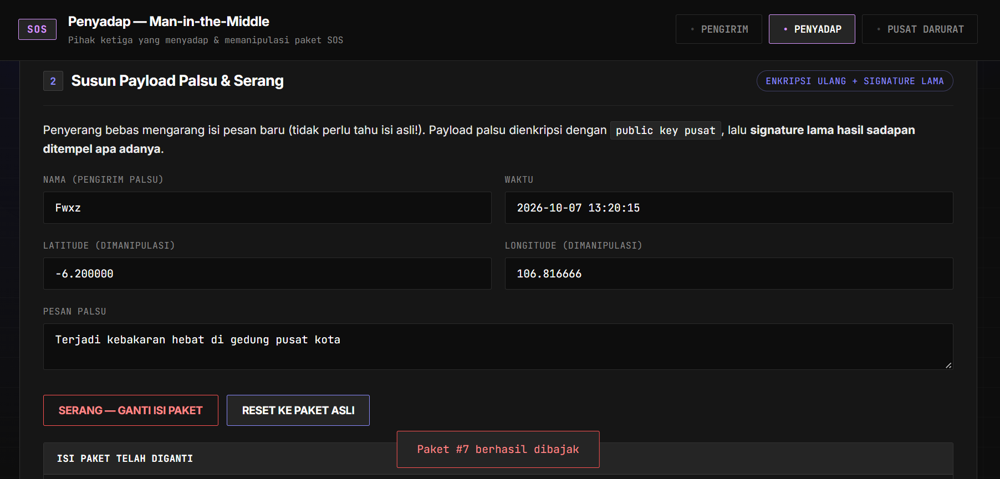 SOS
Penyadap — Man-in-the-Middle
Pihak ketiga yang menyadap & memanipulasi paket SOS
• PENGIRIM
• PENYADAP
• PUSAT DARURAT
2
Susun Payload Palsu & Serang
ENKRIPSI ULANG + SIGNATURE LAMA
Penyerang bebas mengarang isi pesan baru (tidak perlu tahu isi asli!). Payload palsu dienkripsi dengan public key pusat, lalu signature lama hasil sadapan
ditempel apa adanya.
NAMA (PENGIRIM PALSU)
WAKTU
Fwxz
2026-10-07 13:20:15
LATITUDE (DIMANIPULASI)
LONGITUDE (DIMANIPULASI)
-6.200000
106.816666
PESAN PALSU
Terjadi kebakaran hebat di gedung pusat kota
SERANG — GANTI ISI PAKET
RESET KE PAKET ASLI
Paket #7 berhasil dibajak
ISI PAKET TELAH DIGANTI